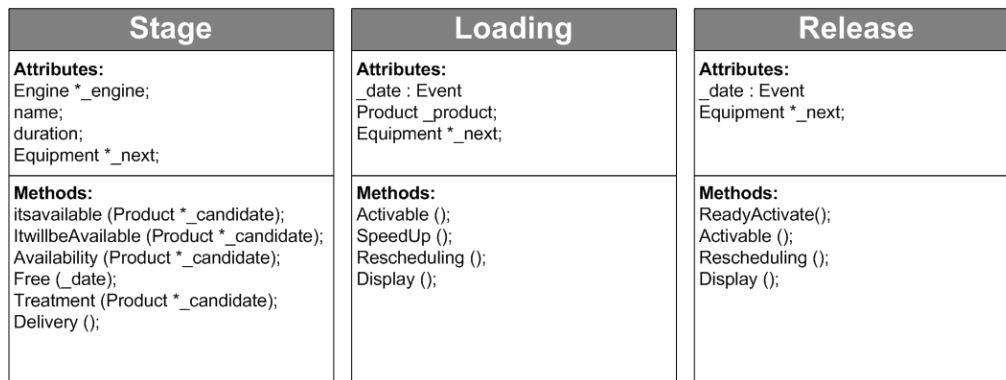 Stage
Attributes:
Engine *_engine;
name;
duration;
Equipment *_next;
Methods:
itsavailable (Product *_candidate);
ItwillbeAvailable (Product *_candidate);
Availability (Product *_candidate);
Free (_date);
Treatment (Product *_candidate);
Delivery ();
Loading
Attributes:
_date : Event
Product _product;
Equipment *_next;
Methods:
Activable ();
SpeedUp ();
Rescheduling ();
Display ();
Release
Attributes:
_date : Event
Equipment *_next;
Methods:
ReadyActivate();
Activable ();
Rescheduling ();
Display ();